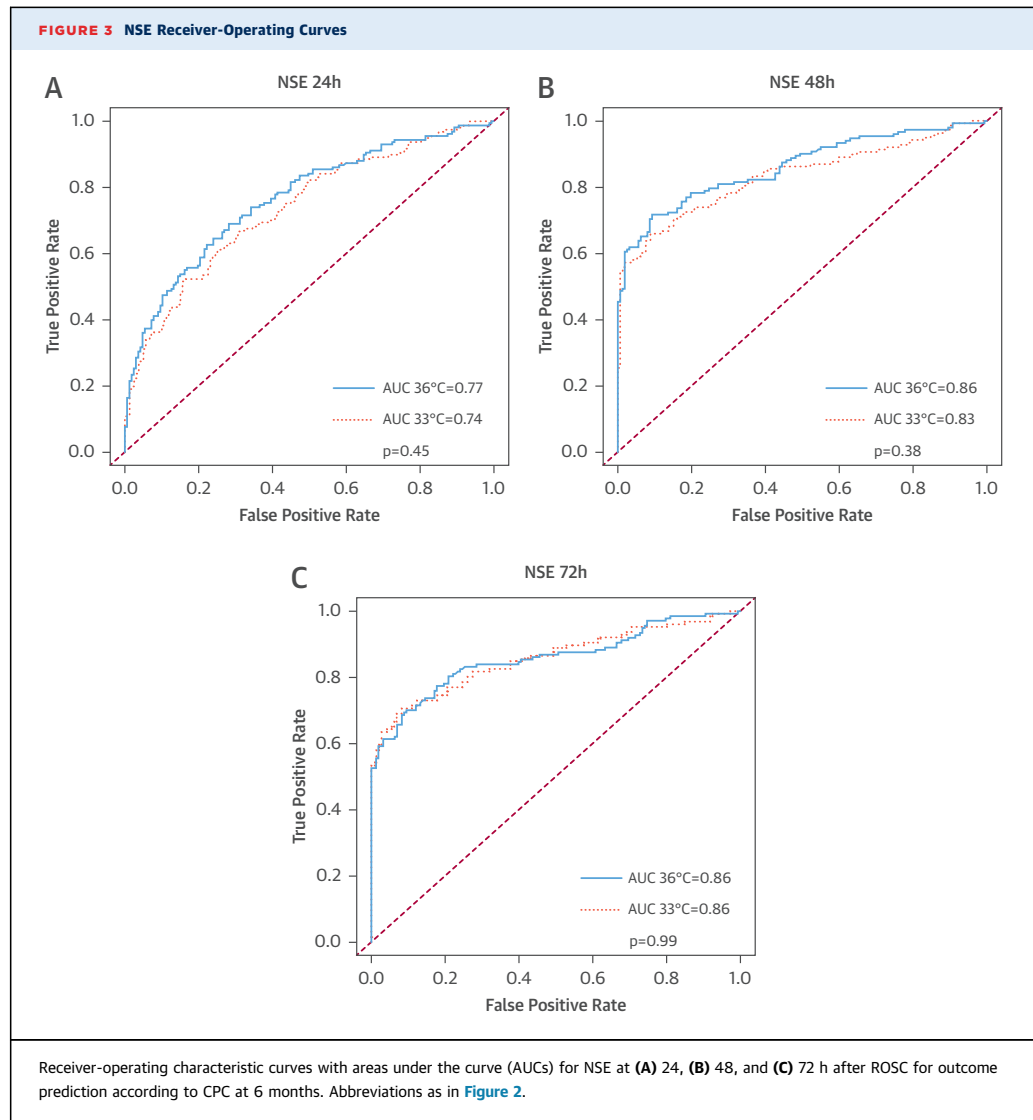 FIGURE 3 NSE Receiver-Operating Curves
A
NSE 24h
True Positive Rate
1.0
0.8
0.6
0.4
0.2
0.0
AUC 36°C=0.77
AUC 33°C=0.74
p=0.45
0.0 0.2 0.4 0.6 0.8 1.0
False Positive Rate
B
NSE 48h
True Positive Rate
1.0
0.8
0.6
0.4
0.2
0.0
AUC 36°C=0.86
AUC 33°C=0.83
p=0.38
0.0 0.2 0.4 0.6 0.8 1.0
False Positive Rate
C
NSE 72h
True Positive Rate
1.0
0.8
0.6
0.4
0.2
0.0
AUC 36°C=0.86
AUC 33°C=0.86
p=0.99
0.0 0.2 0.4 0.6 0.8 1.0
False Positive Rate
Receiver-operating characteristic curves with areas under the curve (AUCs) for NSE at (A) 24, (B) 48, and (C) 72 h after ROSC for outcome
prediction according to CPC at 6 months. Abbreviations as in Figure 2.